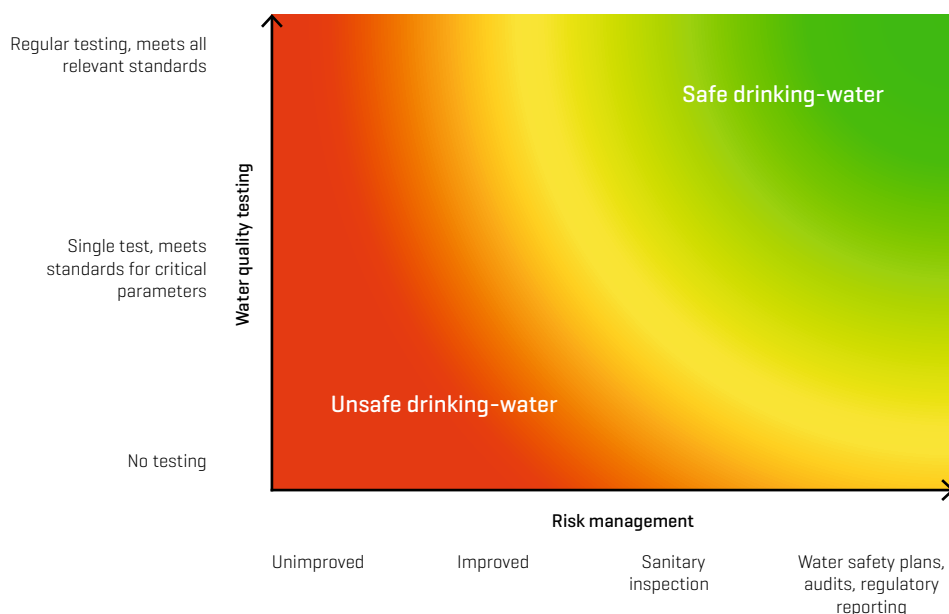 Regular testing, meets all
relevant standards
Safe drinking-water
Water quality testing
Single test, meets
standards for critical
parameters
Unsafe drinking-water
No testing
Risk management
Unimproved
Improved
Sanitary
inspection
Water safety plans,
audits, regulatory
reporting